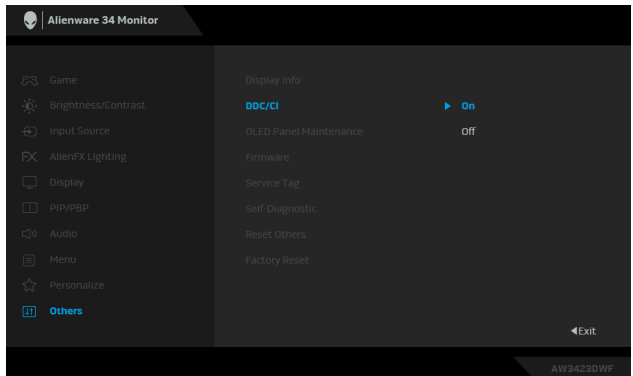 Alienware 34 Monitor
Game
Brightness/Contrast
Input Source
AlienFX Lighting
Display
PIP/PBP
Audio
Menu
Personalize
Others
Display Info
DDC/CI
On
OLED Panel Maintenance
Off
Firmware
Service Tag
Self-Diagnostic
Reset Others
Factory Reset
Exit
AW3423DWF